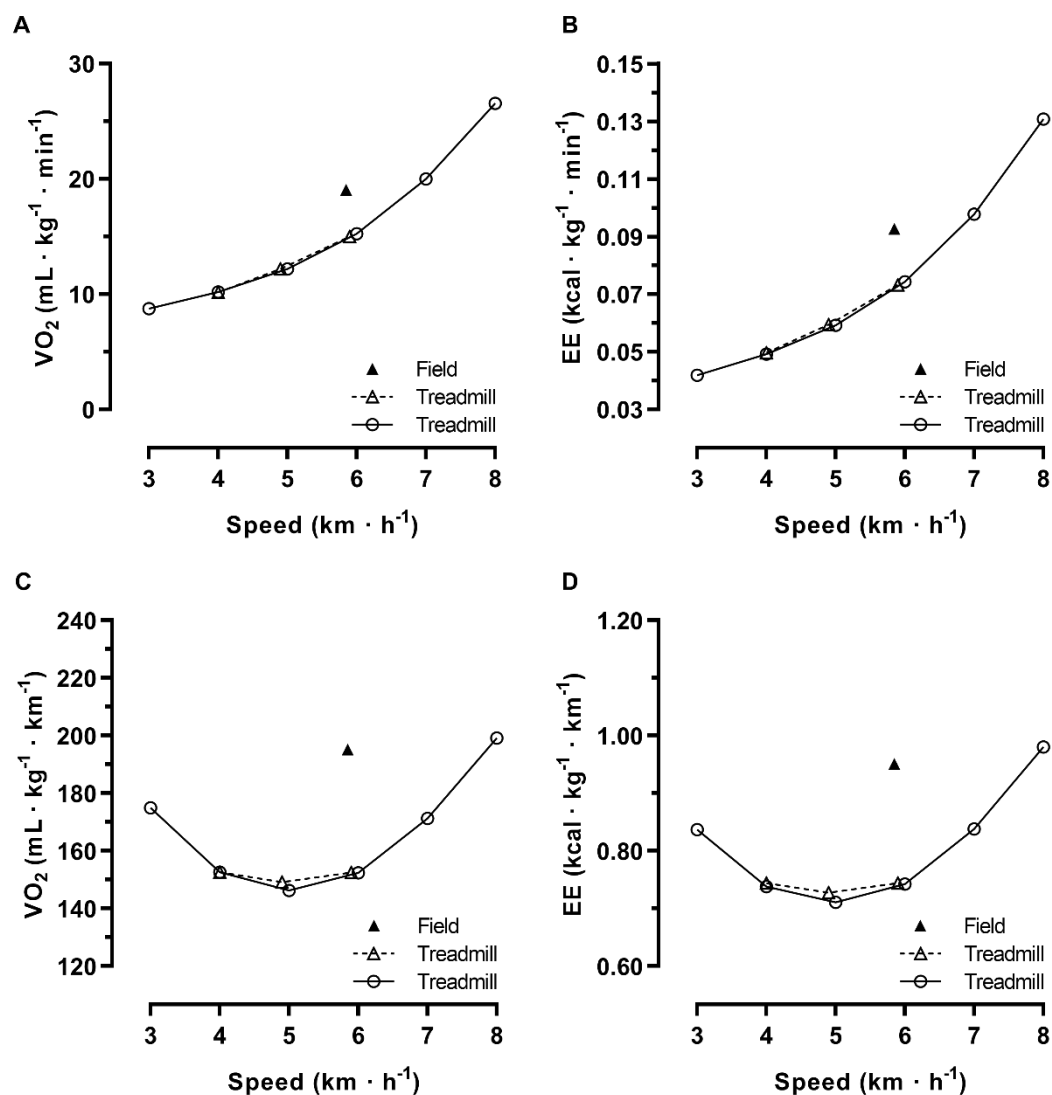 A
30
20
10
0
VO₂ (mL · kg⁻¹ · min⁻¹)
Field
Treadmill
Treadmill
3 4 5 6 7 8
Speed (km · h⁻¹)
B
0.15
0.13
0.11
0.09
0.07
0.05
0.03
EE (kcal · kg⁻¹ · min⁻¹)
Field
Treadmill
Treadmill
3 4 5 6 7 8
Speed (km · h⁻¹)
C
240
220
200
180
160
140
120
VO₂ (mL · kg⁻¹ · km⁻¹)
Field
Treadmill
Treadmill
3 4 5 6 7 8
Speed (km · h⁻¹)
D
1.20
1.00
0.80
0.60
EE (kcal · kg⁻¹ · km⁻¹)
Field
Treadmill
Treadmill
3 4 5 6 7 8
Speed (km · h⁻¹)